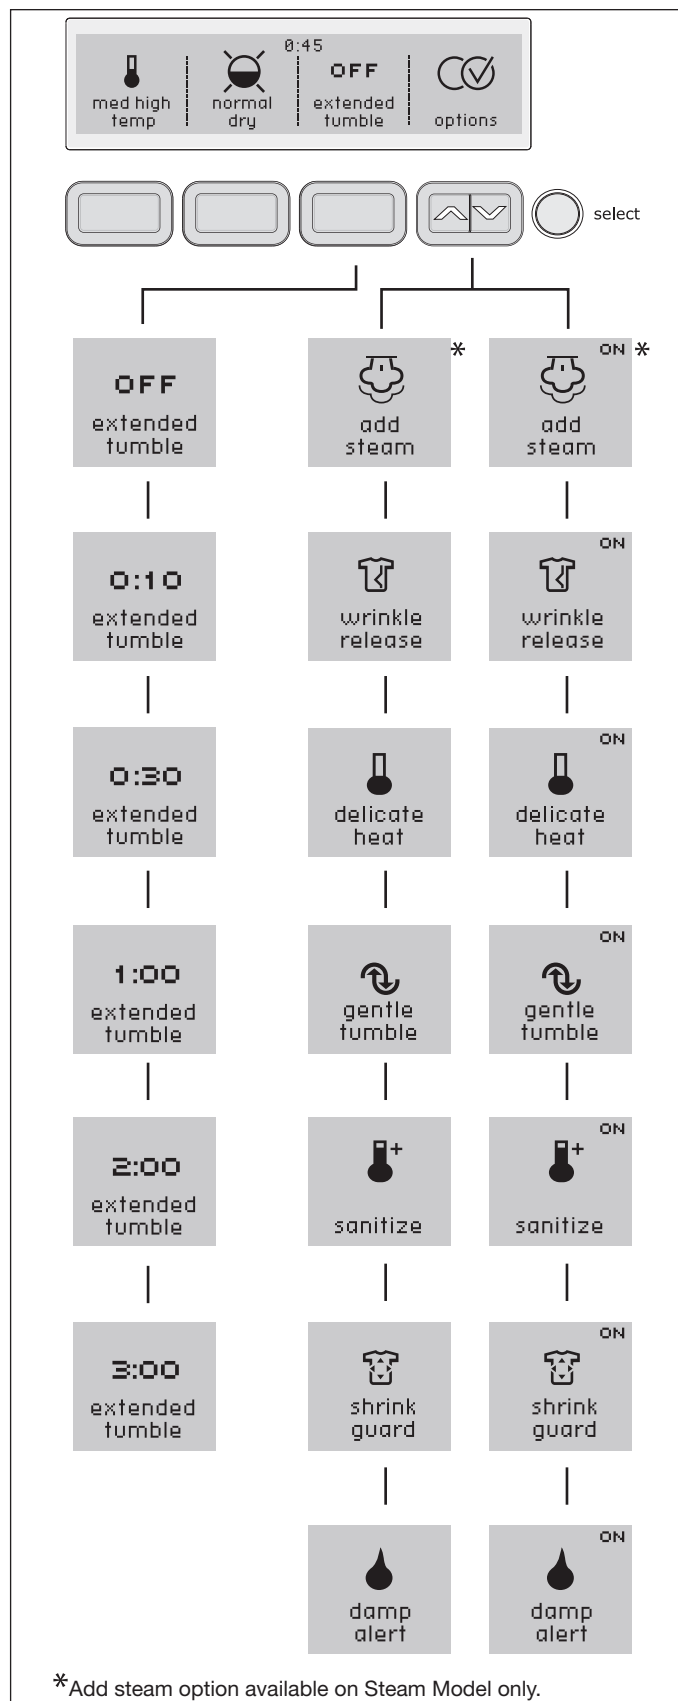 0:45
OFF
med high
temp
normal
dry
extended
tumble
options
select
OFF
extended
tumble
*
add
steam
ON *
add
steam
0:10
extended
tumble
wrinkle
release
ON
wrinkle
release
0:30
extended
tumble
delicate
heat
ON
delicate
heat
1:00
extended
tumble
gentle
tumble
ON
gentle
tumble
2:00
extended
tumble
+
sanitize
ON
+
sanitize
3:00
extended
tumble
shrink
guard
ON
shrink
guard
damp
alert
ON
damp
alert
*Add steam option available on Steam Model only.